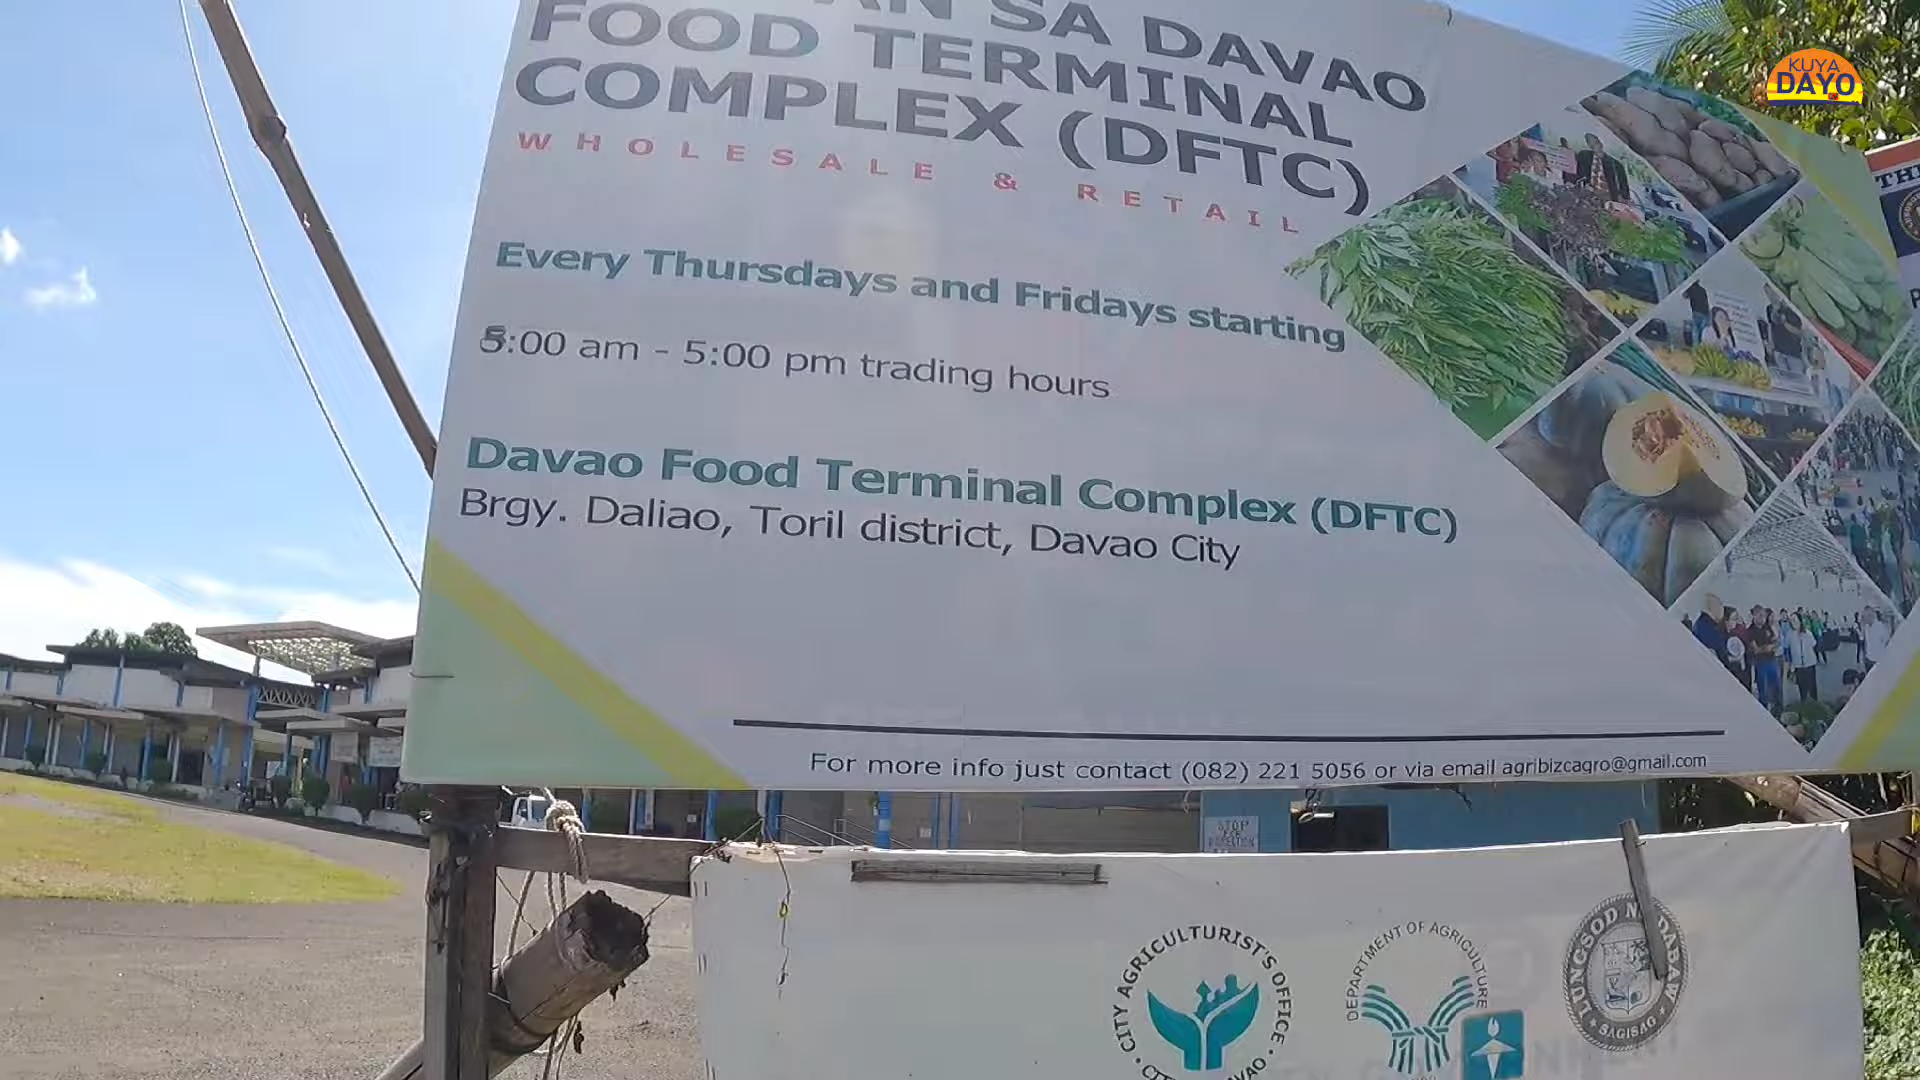 SA DAVAO
FOOD TERMINAL
COMPLEX (DFTC)
WHOLESALE & RETAIL
Every Thursdays and Fridays starting
5:00 am - 5:00 pm trading hours
Davao Food Terminal Complex (DFTC)
Brgy. Daliao, Toril district, Davao City
For more info just contact (082) 221 5056 or via email agribizcagro@gmail.com
KUYA
DAYO
STOP
FOR
CITY AGRICULTURIST'S OFFICE
DEPARTMENT OF AGRICULTURE
LUNGSOD NG DABAW
SAGISAG